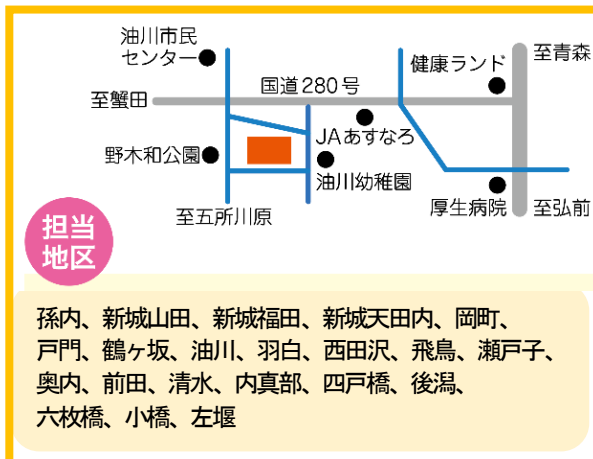 油川市民
センター
至青森
健康ランド
国道280号
至蟹田
JAあすなろ
野木和公園
油川幼稚園
厚生病院
至弘前
至五所川原
担当
地区
孫内、新城山田、新城福田、新城天田内、岡町、
戸門、鶴ヶ坂、油川、羽白、西田沢、飛鳥、瀬戸子、
奥内、前田、清水、内真部、四戸橋、後潟、
六枚橋、小橋、左堰